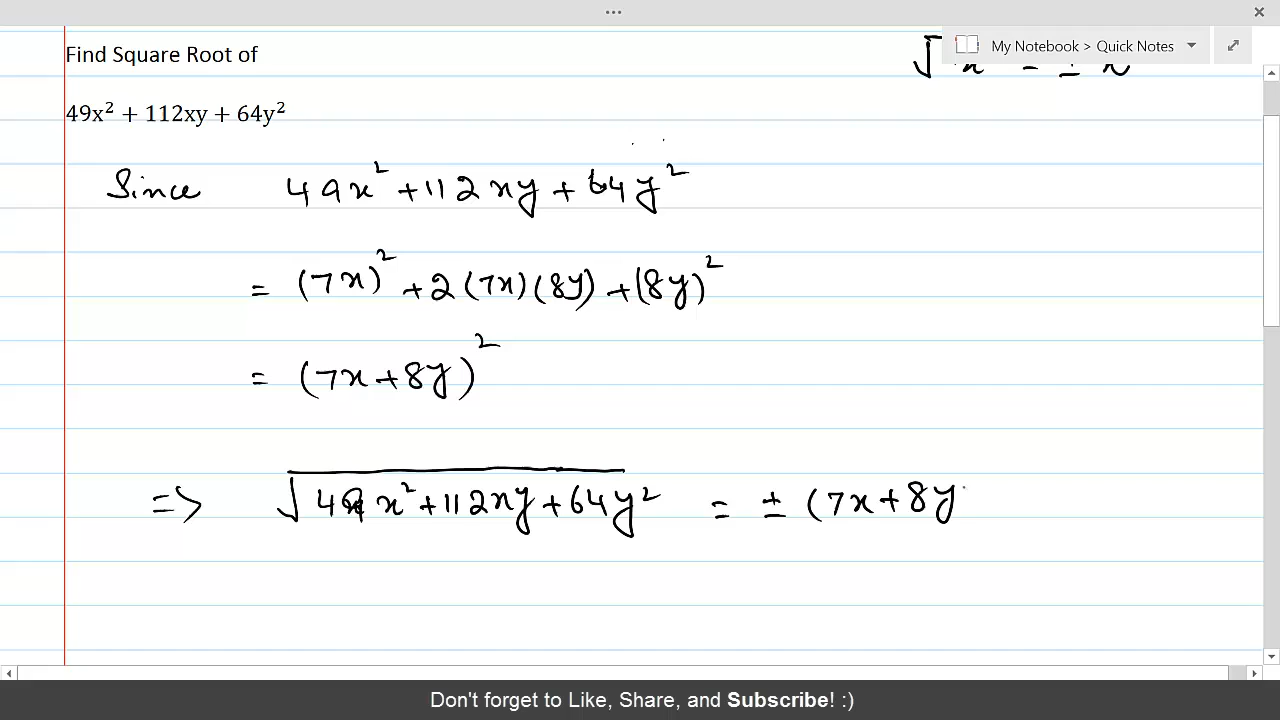 Find Square Root of
My Notebook > Quick Notes
49x² + 112xy + 64y²
Since 49x² + 112xy + 64y²
= (7x)² + 2(7x)(8y) + (8y)²
= (7x+8y)²
=> √49x²+112xy+64y² = ± (7x+8y
Don't forget to Like, Share, and Subscribe! :)